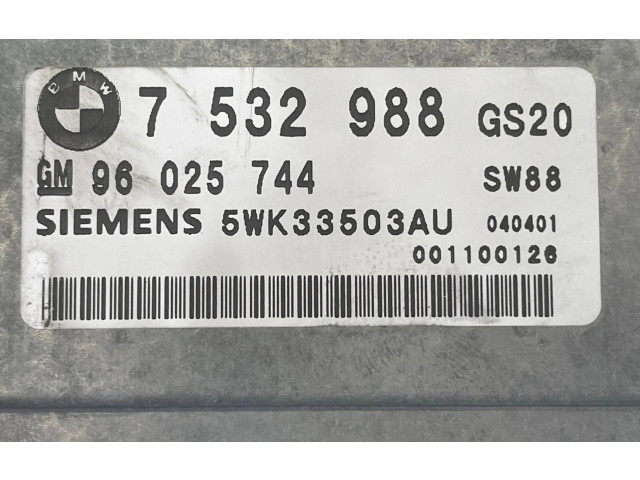 BMW 7 532 988 GS20
GM 96 025 744 SW88
SIEMENS 5WK33503AU 040401
001100126